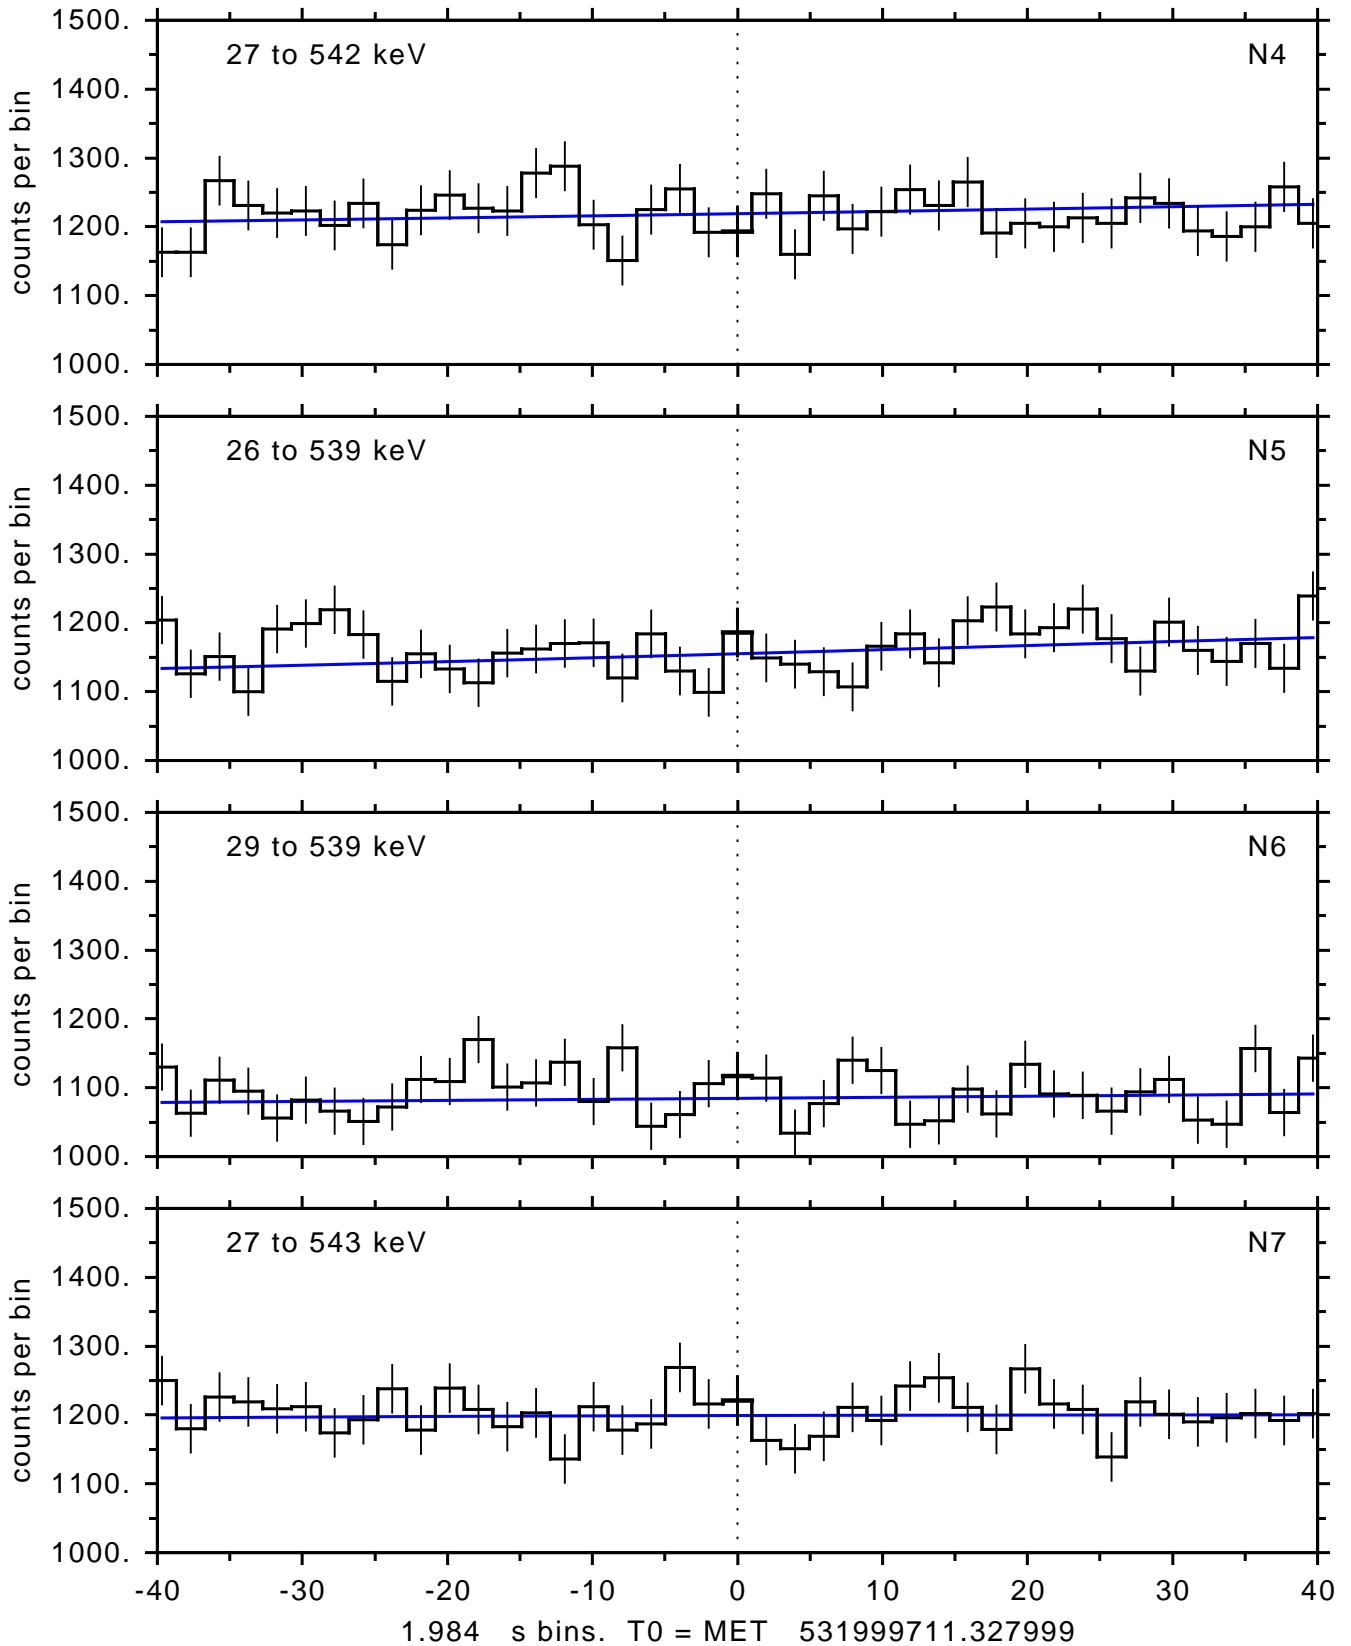 1500.
27 to 542 keV N4
1400.
1300.
1200.
1100.
1000.
counts per bin
1500.
26 to 539 keV N5
1400.
1300.
1200.
1100.
1000.
counts per bin
1500.
29 to 539 keV N6
1400.
1300.
1200.
1100.
1000.
counts per bin
1500.
27 to 543 keV N7
1400.
1300.
1200.
1100.
1000.
counts per bin
-40 -30 -20 -10 0 10 20 30 40
1.984 s bins. T0 = MET 531999711.327999